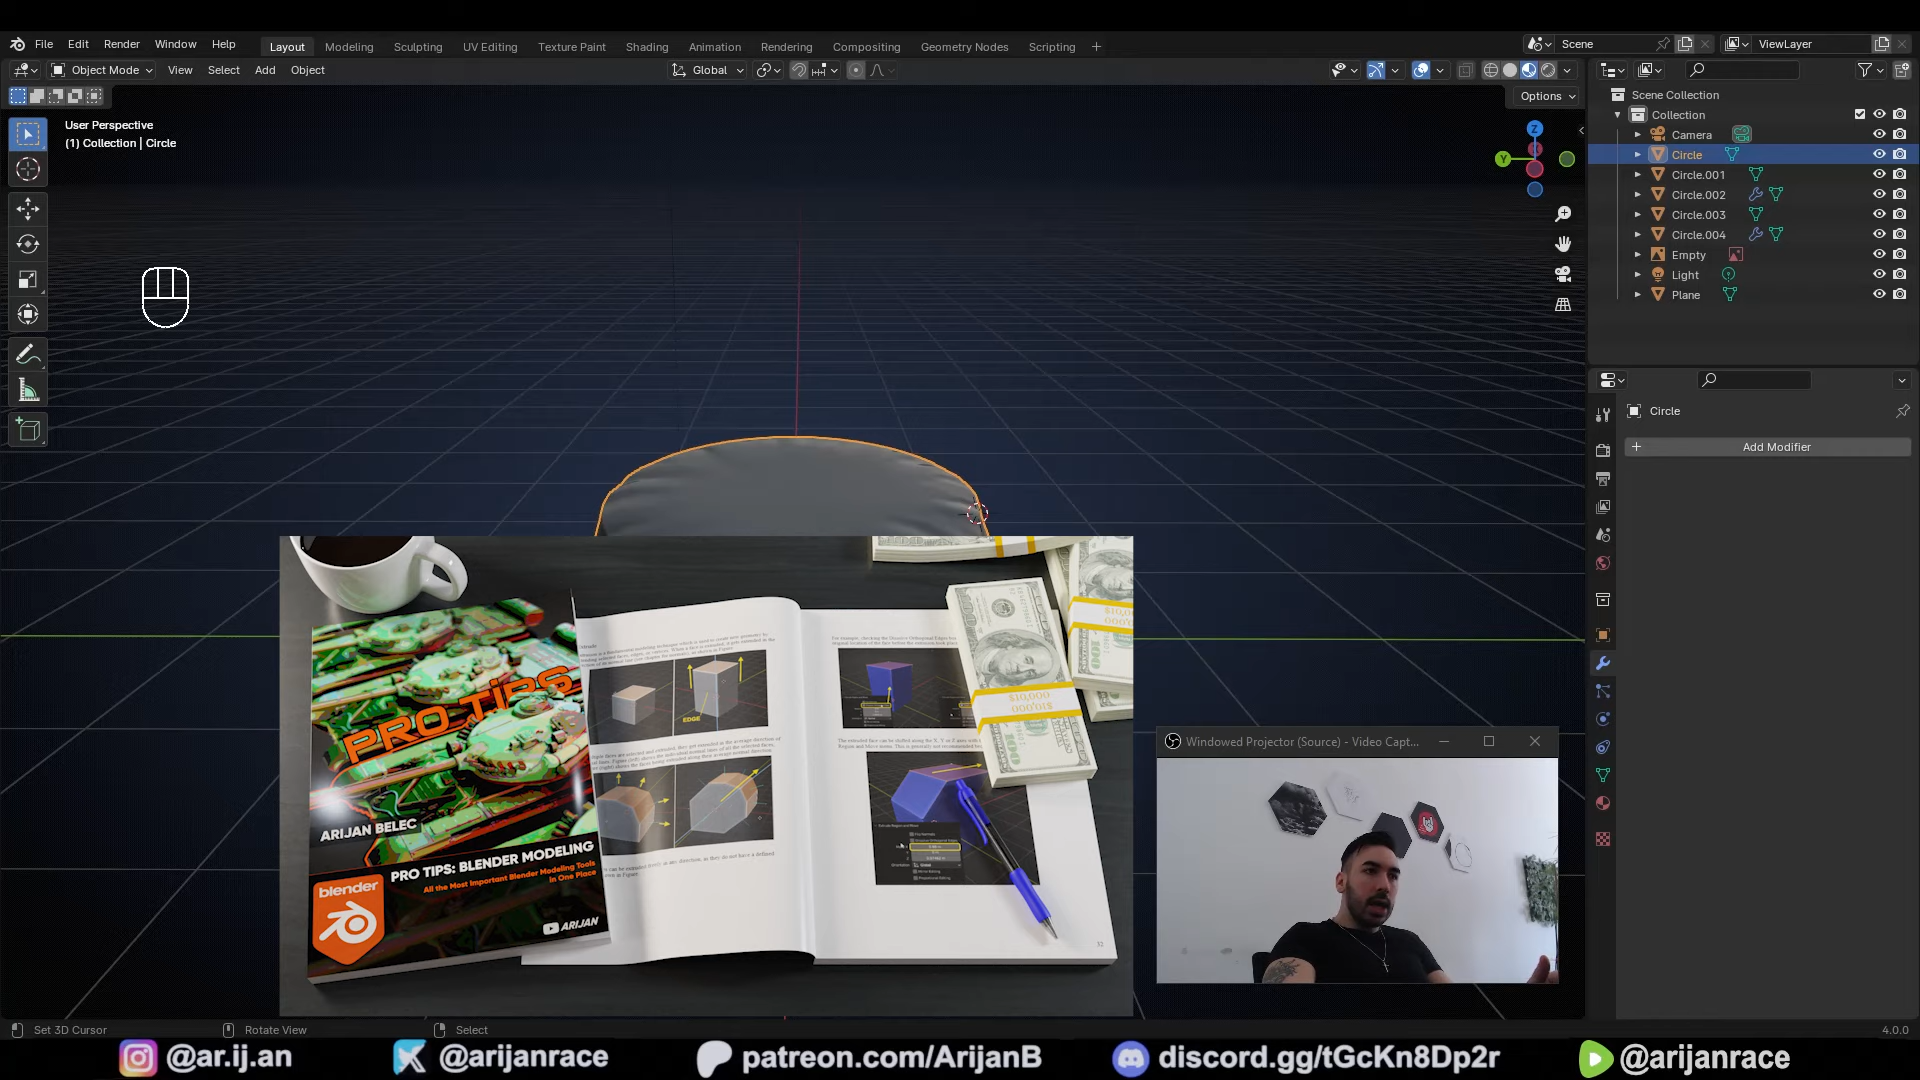 File Edit Render Window Help Layout Modeling Sculpting UV Editing Texture Paint Shading Animation Rendering Compositing Geometry Nodes Scripting +
Scene ViewLayer
Object Mode View Select Add Object Global
Options
User Perspective
(1) Collection | Circle
Z
Y
Scene Collection
Collection
Camera
Circle
Circle.001
Circle.002
Circle.003
Circle.004
Empty
Light
Plane
Circle
+ Add Modifier
PRO TIPS
ARIJAN BELEC
PRO TIPS: BLENDER MODELING
All the Most Important Blender Modeling Tools
in One Place
blender
ARIJAN
EDGE
$10,000
52
Windowed Projector (Source) - Video Capt...
Set 3D Cursor Rotate View Select 4.0.0
@ar.ij.an @arijanrace patreon.com/ArijanB discord.gg/tGcKn8Dp2r @arijanrace